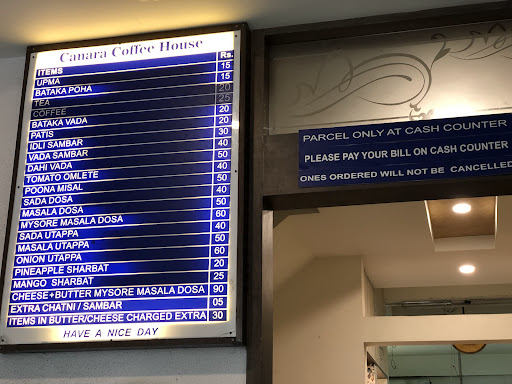 Canara Coffee House
ITEMS Rs.
UPMA 15
BATAKA POHA 15
TEA 20
COFFEE 25
BATAKA VADA 20
PATIS 20
IDLI SAMBAR 30
VADA SAMBAR 40
DAHI VADA 50
TOMATO OMLETE 40
POONA MISAL 50
SADA DOSA 40
MASALA DOSA 50
MYSORE MASALA DOSA 60
SADA UTAPPA 40
MASALA UTAPPA 50
ONION UTAPPA 60
PINEAPPLE SHARBAT 20
MANGO SHARBAT 25
CHEESE+BUTTER MYSORE MASALA DOSA 90
EXTRA CHATNI / SAMBAR 05
ITEMS IN BUTTER/CHEESE CHARGED EXTRA 30
HAVE A NICE DAY
PARCEL ONLY AT CASH COUNTER
PLEASE PAY YOUR BILL ON CASH COUNTER
ONES ORDERED WILL NOT BE CANCELLED